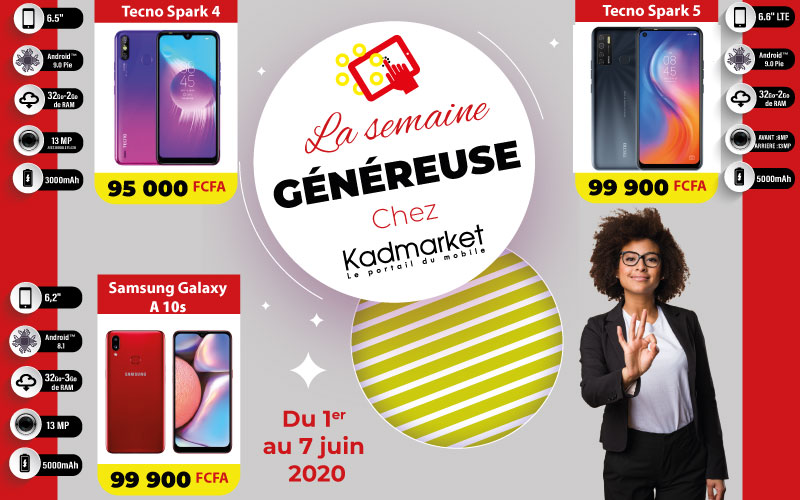 Tecno Spark 4
6.5"
Android™
9.0 Pie
32Go-2Go
de RAM
13 MP
3000mAh
95 000 FCFA
La semaine
GÉNÉREUSE
Chez
Kadmarket
Le portail du mobile
Tecno Spark 5
6.6" LTE
Android™
9.0 Pie
32Go-2Go
de RAM
AVANT :8MP
ARRIÈRE :13MP
5000mAh
99 900 FCFA
Samsung Galaxy
A 10s
6,2"
Android™
8.1
32Go-3Go
de RAM
13 MP
5000mAh
SAMSUNG
99 900 FCFA
Du 1er
au 7 juin
2020